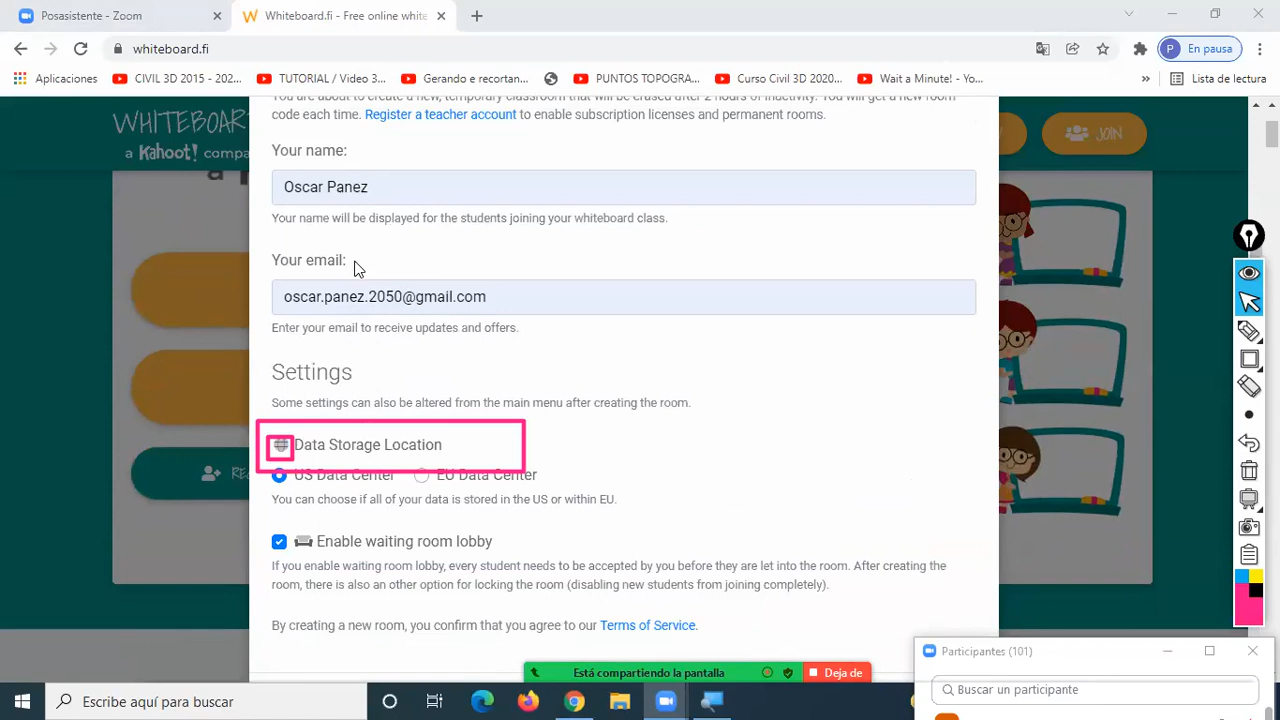 Posasistente - Zoom
Whiteboard.fi - Free online white
whiteboard.fi
En pausa
Aplicaciones
CIVIL 3D 2015 - 202...
TUTORIAL / Video 3...
Gerando e recortan...
PUNTOS TOPOGRA...
Curso Civil 3D 2020...
Wait a Minute! - Yo...
»
Lista de lectura
You are about to create a new, temporary classroom that will be erased after 2 hours of inactivity. You will get a new room
code each time. Register a teacher account to enable subscription licenses and permanent rooms.
WHITEBOAR
a Kahoot! compa
JOIN
Your name:
Oscar Panez
Your name will be displayed for the students joining your whiteboard class.
Your email:
oscar.panez.2050@gmail.com
Enter your email to receive updates and offers.
Settings
Some settings can also be altered from the main menu after creating the room.
Data Storage Location
US Data Center
EU Data Center
You can choose if all of your data is stored in the US or within EU.
Enable waiting room lobby
If you enable waiting room lobby, every student needs to be accepted by you before they are let into the room. After creating the
room, there is also an other option for locking the room (disabling new students from joining completely).
By creating a new room, you confirm that you agree to our Terms of Service.
Participantes (101)
Está compartiendo la pantalla
Deja de
Buscar un participante
Escribe aquí para buscar